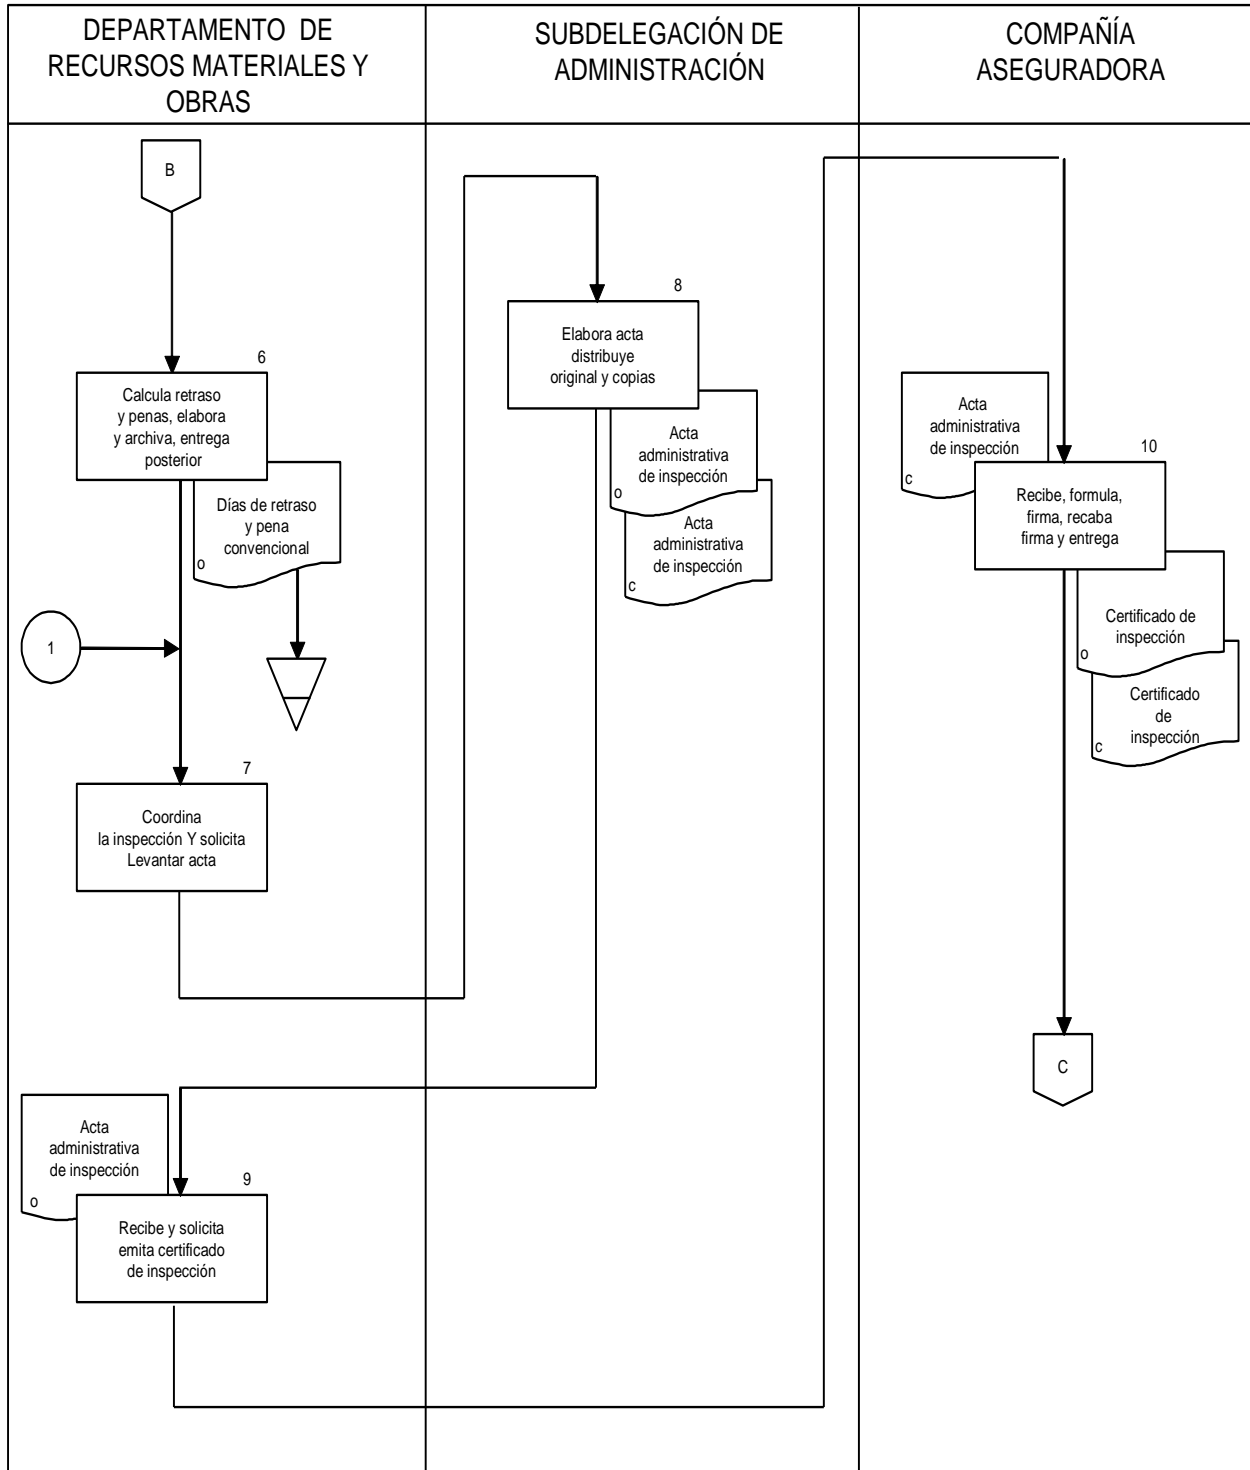 DEPARTAMENTO DE
RECURSOS MATERIALES Y
OBRAS
SUBDELEGACIÓN DE
ADMINISTRACIÓN
COMPAÑÍA
ASEGURADORA
B
6
Calcula retraso
y penas, elabora
y archiva, entrega
posterior
Días de retraso
y pena
convencional
o
1
7
Coordina
la inspección Y solicita
Levantar acta
8
Elabora acta
distribuye
original y copias
Acta
administrativa
de inspección
o
Acta
administrativa
de inspección
c
Acta
administrativa
de inspección
o
9
Recibe y solicita
emita certificado
de inspección
Acta
administrativa
de inspección
c
10
Recibe, formula,
firma, recaba
firma y entrega
Certificado de
inspección
o
Certificado
de
inspección
c
C